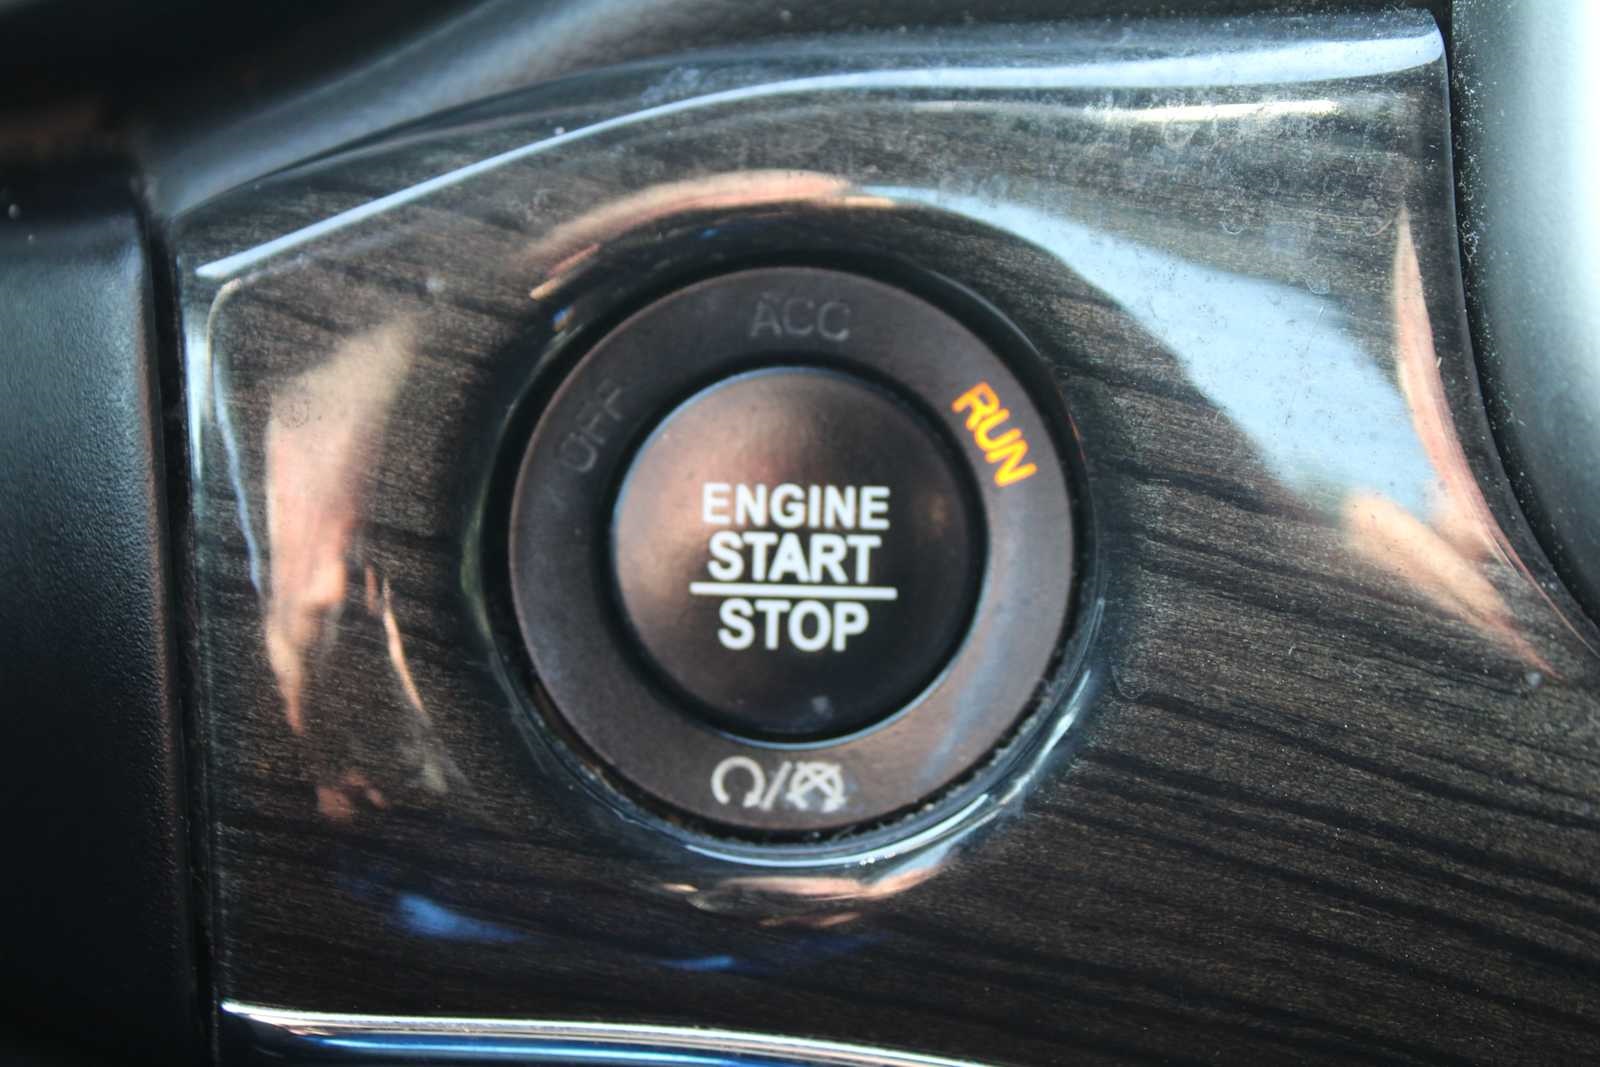 ACC
OFF
RUN
ENGINE
START
STOP
/